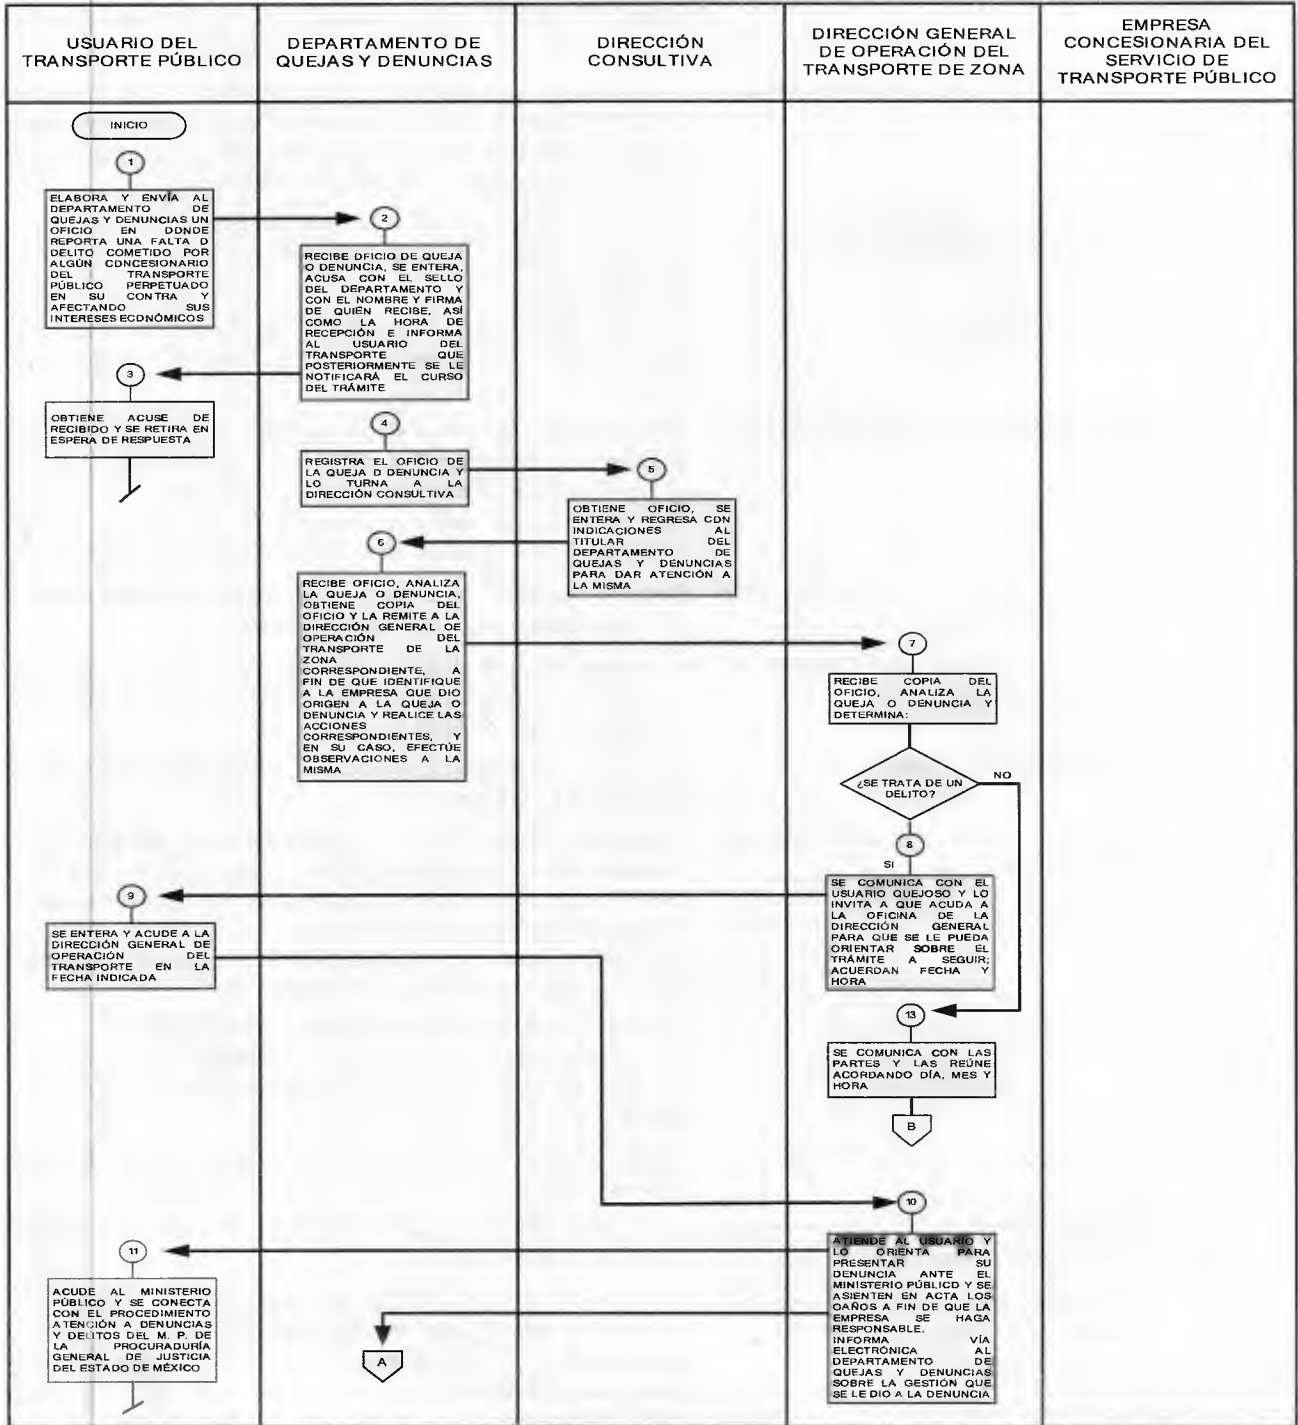 USUARIO DEL
TRANSPORTE PÚBLICO
DEPARTAMENTO DE
QUEJAS Y DENUNCIAS
DIRECCIÓN
CONSULTIVA
DIRECCIÓN GENERAL
DE OPERACIÓN DEL
TRANSPORTE DE ZONA
EMPRESA
CONCESIONARIA DEL
SERVICIO DE
TRANSPORTE PÚBLICO
INICIO
1
ELABORA Y ENVÍA AL
DEPARTAMENTO DE
QUEJAS Y DENUNCIAS UN
OFICIO EN DONDE
REPORTA UNA FALTA O
DELITO COMETIDO POR
ALGÚN CONCESIONARIO
DEL TRANSPORTE
PÚBLICO PERPETUADO
EN SU CONTRA Y
AFECTANDO SUS
INTERESES ECONÓMICOS
2
RECIBE OFICIO DE QUEJA
O DENUNCIA, SE ENTERA,
ACUSA CON EL SELLO
DEL DEPARTAMENTO Y
CON EL NOMBRE Y FIRMA
DE QUIEN RECIBE, ASÍ
COMO LA HORA DE
RECEPCIÓN E INFORMA
AL USUARIO DEL
TRANSPORTE QUE
POSTERIORMENTE SE LE
NOTIFICARÁ EL CURSO
DEL TRÁMITE
3
OBTIENE ACUSE DE
RECIBIDO Y SE RETIRA EN
ESPERA DE RESPUESTA
4
REGISTRA EL OFICIO DE
LA QUEJA O DENUNCIA Y
LO TURNA A LA
DIRECCIÓN CONSULTIVA
5
OBTIENE OFICIO, SE
ENTERA Y REGRESA CON
INDICACIONES AL
TITULAR DEL
DEPARTAMENTO DE
QUEJAS Y DENUNCIAS
PARA DAR ATENCIÓN A
LA MISMA
6
RECIBE OFICIO, ANALIZA
LA QUEJA O DENUNCIA,
OBTIENE COPIA DEL
OFICIO Y LA REMITE A LA
DIRECCIÓN GENERAL DE
OPERACIÓN DEL
TRANSPORTE DE LA
ZONA
CORRESPONDIENTE, A
FIN DE QUE IDENTIFIQUE
A LA EMPRESA QUE DIO
ORIGEN A LA QUEJA O
DENUNCIA Y REALICE LAS
ACCIONES
CORRESPONDIENTES, Y
EN SU CASO, EFECTÚE
OBSERVACIONES A LA
MISMA
7
RECIBE COPIA DEL
OFICIO, ANALIZA LA
QUEJA O DENUNCIA Y
DETERMINA:
¿SE TRATA DE UN
DELITO?
NO
8
SI
SE COMUNICA CON EL
USUARIO QUEJOSO Y LO
INVITA A QUE ACUDA A
LA OFICINA DE LA
DIRECCIÓN GENERAL
PARA QUE SE LE PUEDA
ORIENTAR SOBRE EL
TRÁMITE A SEGUIR;
ACUERDAN FECHA Y
HORA
9
SE ENTERA Y ACUDE A LA
DIRECCIÓN GENERAL DE
OPERACIÓN DEL
TRANSPORTE EN LA
FECHA INDICADA
13
SE COMUNICA CON LAS
PARTES Y LAS REÚNE
ACORDANDO DÍA, MES Y
HORA
B
10
ATIENDE AL USUARIO Y
LO ORIENTA PARA
PRESENTAR SU
DENUNCIA ANTE EL
MINISTERIO PÚBLICO Y SE
ASIENTEN EN ACTA LOS
DAÑOS A FIN DE QUE LA
EMPRESA SE HAGA
RESPONSABLE.
INFORMA VÍA
ELECTRÓNICA AL
DEPARTAMENTO DE
QUEJAS Y DENUNCIAS
SOBRE LA GESTIÓN QUE
SE LE DIO A LA DENUNCIA
11
ACUDE AL MINISTERIO
PÚBLICO Y SE CONECTA
CON EL PROCEDIMIENTO
ATENCIÓN A DENUNCIAS
Y DELITOS DEL M. P. DE
LA PROCURADURÍA
GENERAL DE JUSTICIA
DEL ESTADO DE MÉXICO
A